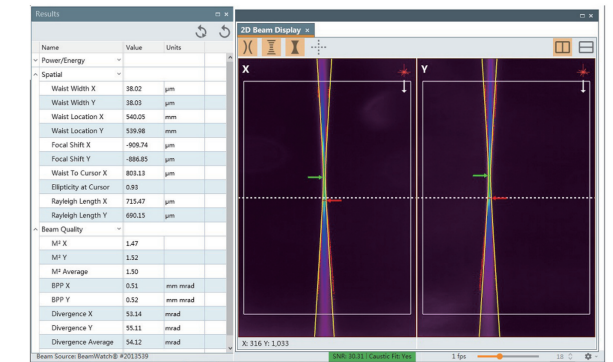 Results
Name Value Units
Power/Energy
Spatial
Waist Width X 38.02 µm
Waist Width Y 38.03 µm
Waist Location X 540.05 mm
Waist Location Y 539.98 mm
Focal Shift X -909.74 µm
Focal Shift Y -886.85 µm
Waist To Cursor X 803.13 µm
Ellipticity at Cursor 0.93
Rayleigh Length X 715.47 µm
Rayleigh Length Y 690.15 µm
Beam Quality
M² X 1.47
M² Y 1.52
M² Average 1.50
BPP X 0.51 mm mrad
BPP Y 0.52 mm mrad
Divergence X 53.14 mrad
Divergence Y 55.11 mrad
Divergence Average 54.12 mrad
Beam Source: BeamWatch® #2013539
2D Beam Display ×
X
Y
X: 316 Y: 1,033
SNR: 30.31 | Caustic Fit: Yes
1 fps
18